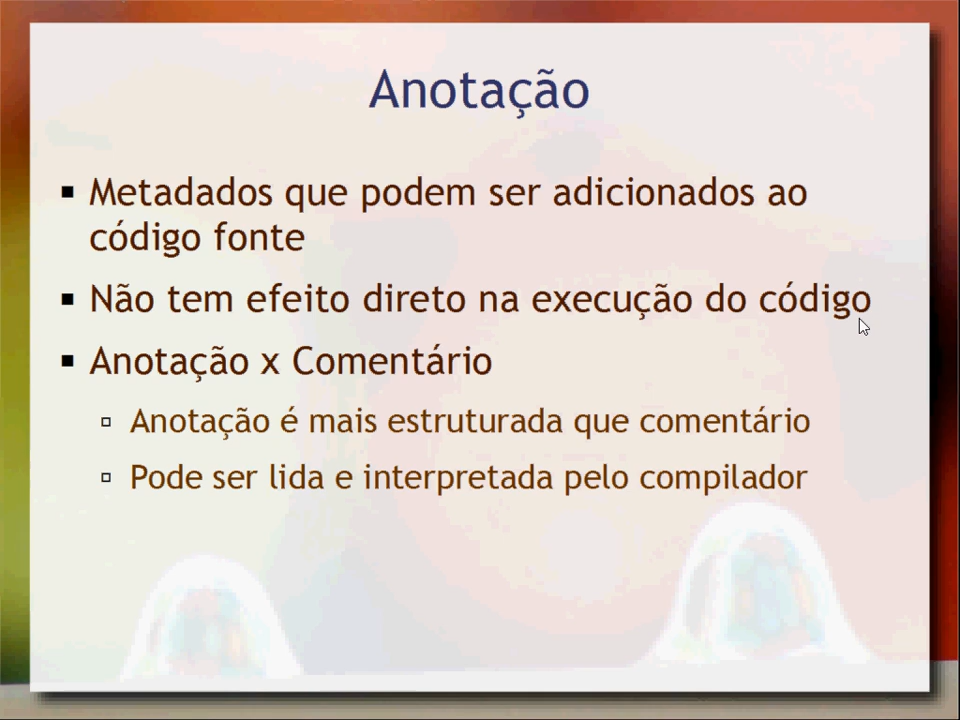 Anotação
Metadados que podem ser adicionados ao
código fonte
Não tem efeito direto na execução do código
Anotação x Comentário
Anotação é mais estruturada que comentário
Pode ser lida e interpretada pelo compilador